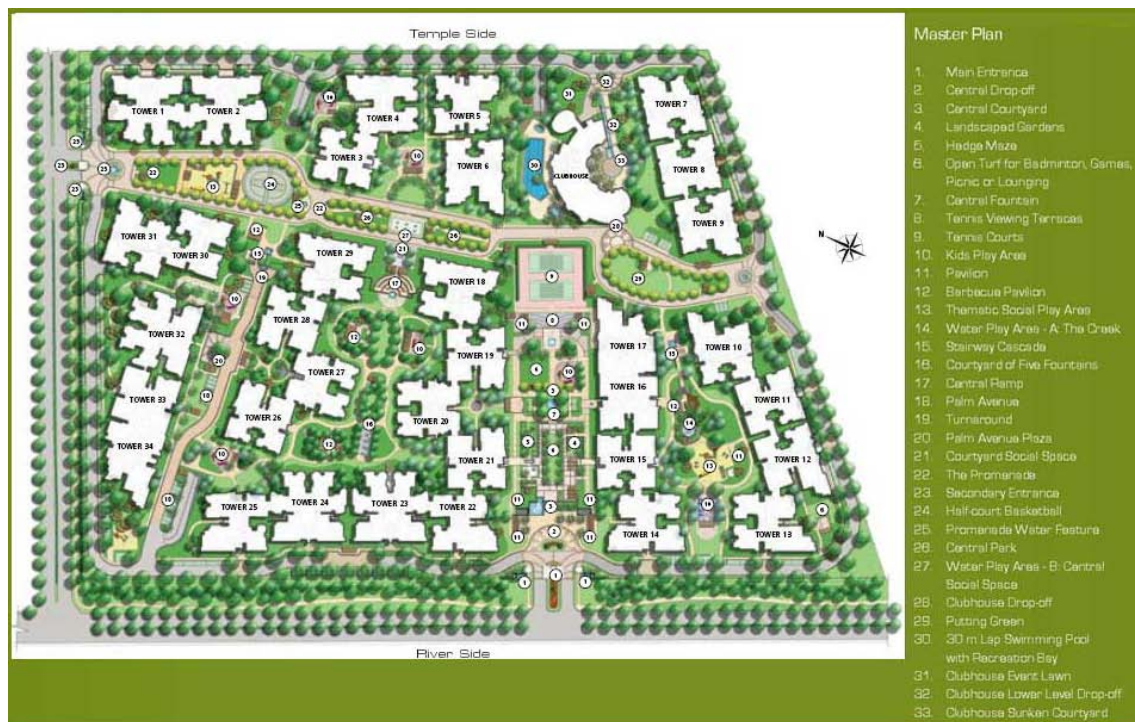 Temple Side
TOWER 1
TOWER 2
TOWER 3
TOWER 4
TOWER 5
TOWER 6
TOWER 7
TOWER 8
TOWER 9
CLUBHOUSE
N
TOWER 31
TOWER 30
TOWER 29
TOWER 18
TOWER 32
TOWER 28
TOWER 19
TOWER 17
TOWER 10
TOWER 33
TOWER 27
TOWER 26
TOWER 20
TOWER 16
TOWER 11
TOWER 34
TOWER 21
TOWER 15
TOWER 12
TOWER 25
TOWER 24
TOWER 23
TOWER 22
TOWER 14
TOWER 13
River Side
Master Plan
1. Main Entrance
2. Central Drop-off
3. Central Courtyard
4. Landscaped Gardens
5. Hedge Maze
6. Open Turf for Badminton, Games,
Picnic or Lounging
7. Central Fountain
8. Tennis Viewing Terraces
9. Tennis Courts
10. Kids Play Area
11. Pavilion
12. Barbecue Pavilion
13. Thematic Social Play Area
14. Water Play Area - A: The Creek
15. Stairway Cascade
16. Courtyard of Five Fountains
17. Central Ramp
18. Palm Avenue
19. Turnaround
20. Palm Avenue Plaza
21. Courtyard Social Space
22. The Promenade
23. Secondary Entrance
24. Half-court Basketball
25. Promenade Water Feature
26. Central Park
27. Water Play Area - B: Central
Social Space
28. Clubhouse Drop-off
29. Putting Green
30. 30 m Lap Swimming Pool
with Recreation Bay
31. Clubhouse Event Lawn
32. Clubhouse Lower Level Drop-off
33. Clubhouse Sunken Courtyard